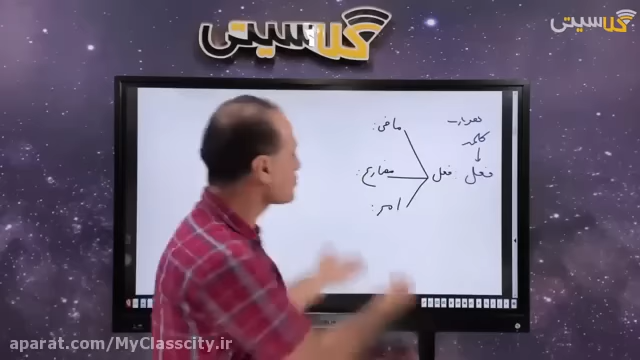 کلاسیتی
کلاسیتی
ماضی:
کلمه
فعل فعل مضارع:
امر:
aparat.com/MyClasscity.ir